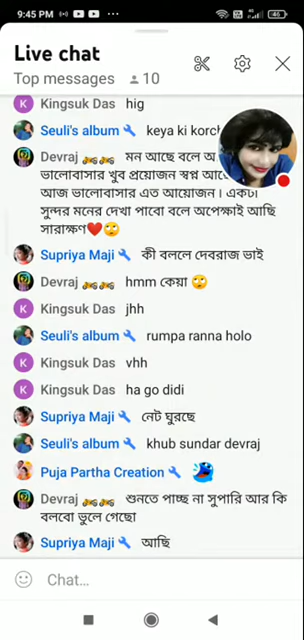 9:45 PM
46
Live chat
Top messages 10
K Kingsuk Das hig
Seuli's album keya ki korch
Devraj মন আছে বলে
ভালোবাসার খুব প্রয়োজন স্বপ্ন
আজ ভালোবাসার এত আয়োজন। একটা
সুন্দর মনের দেখা পাবো বলে অপেক্ষাই আছি
সারাক্ষণ❤️🙄
Supriya Maji কী বললে দেবরাজ ভাই
Devraj hmm কেয়া 🙄
K Kingsuk Das jhh
Seuli's album rumpa ranna holo
K Kingsuk Das vhh
K Kingsuk Das ha go didi
Supriya Maji নেট ঘুরছে
Seuli's album khub sundar devraj
Puja Partha Creation
Devraj শুনতে পাচ্ছ না সুপারি আর কি
বলবো ভুলে গেছো
Supriya Maji আছি
Chat...